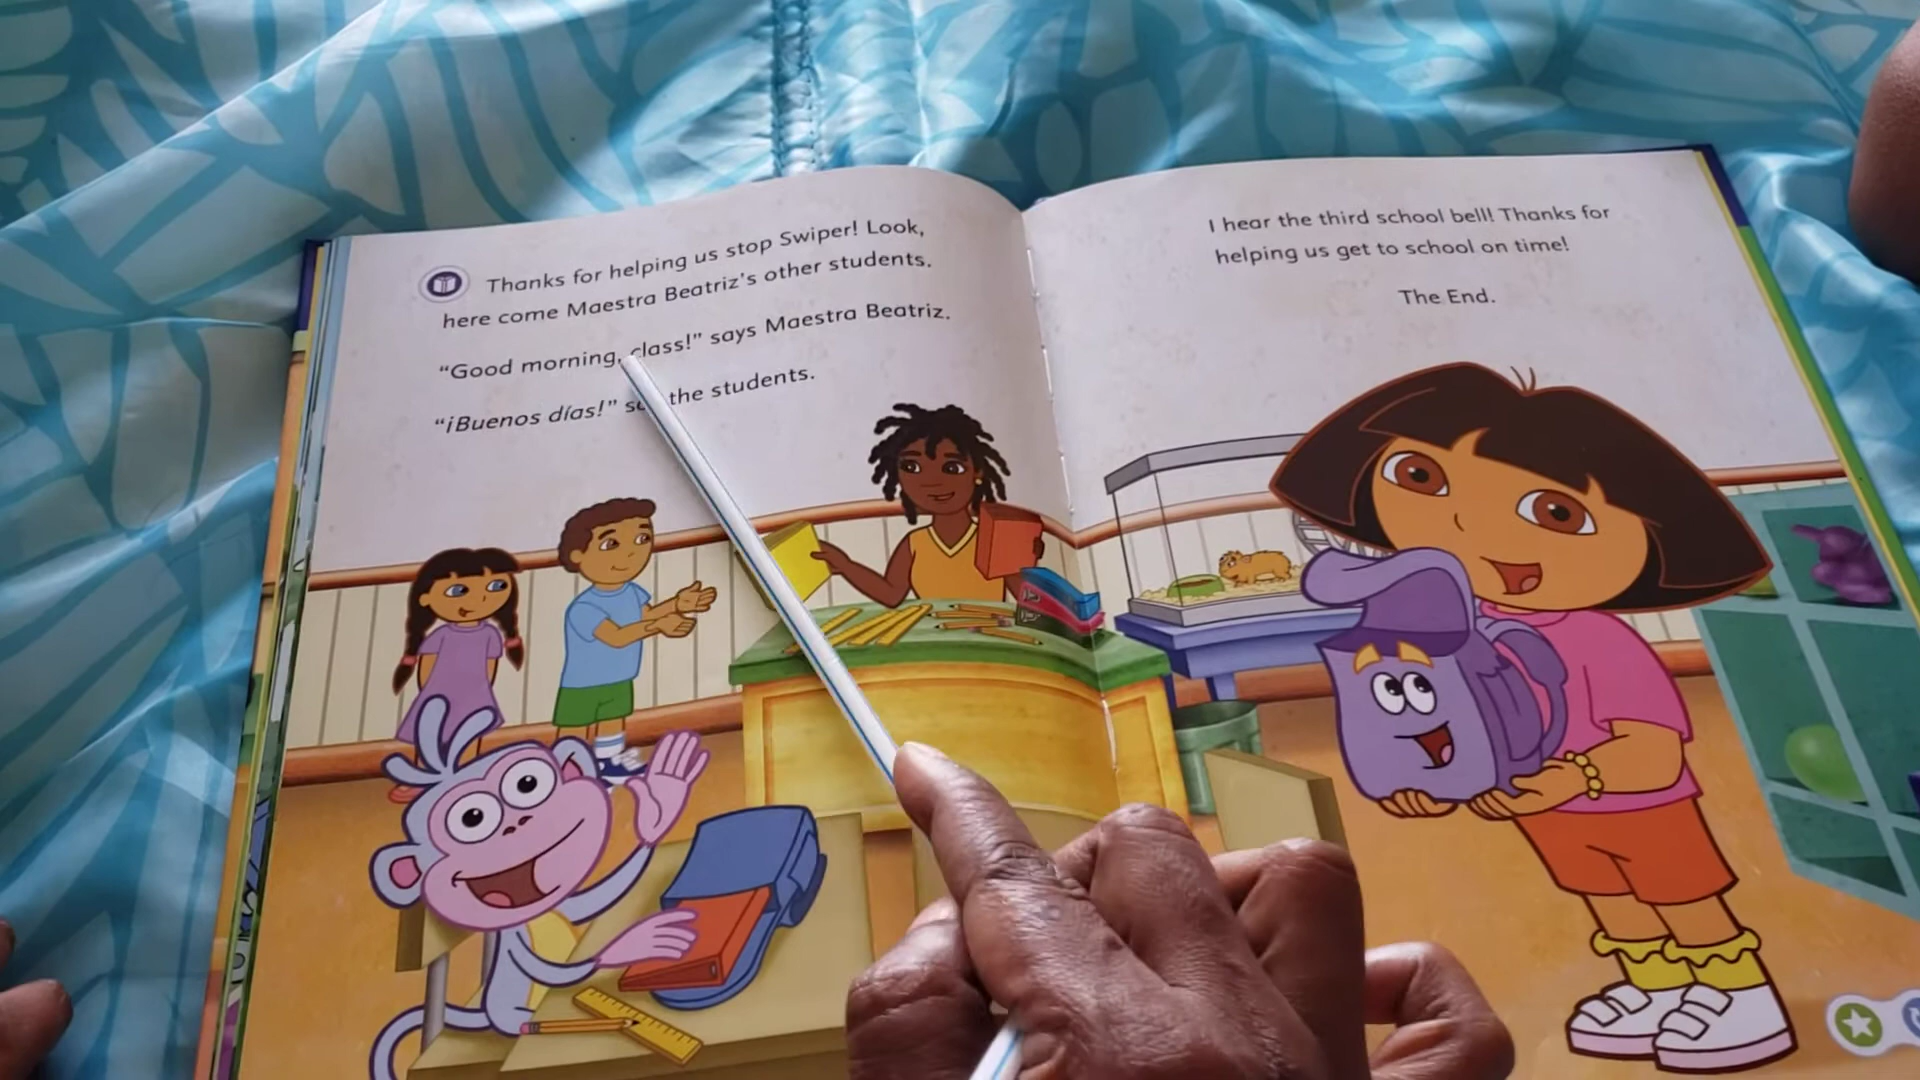 Thanks for helping us stop Swiper! Look,
here come Maestra Beatriz's other students.
“Good morning, class!” says Maestra Beatriz.
“¡Buenos días!” the students.
I hear the third school bell! Thanks for
helping us get to school on time!
The End.